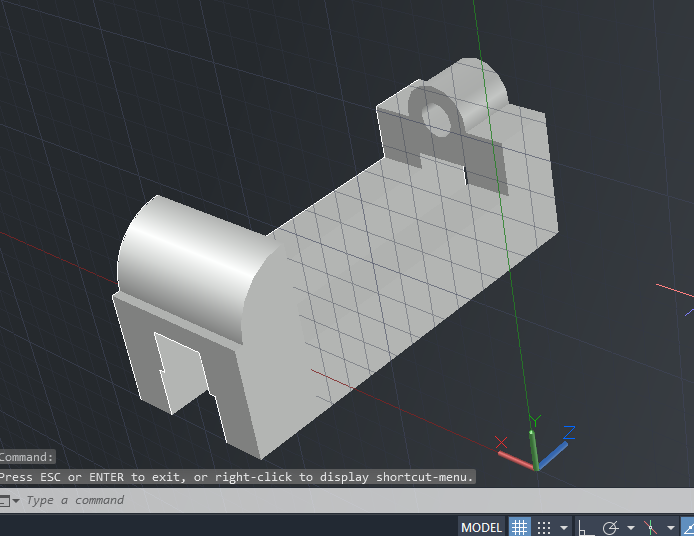 Y
Z
X
Command:
Press ESC or ENTER to exit, or right-click to display shortcut-menu.
Type a command
MODEL